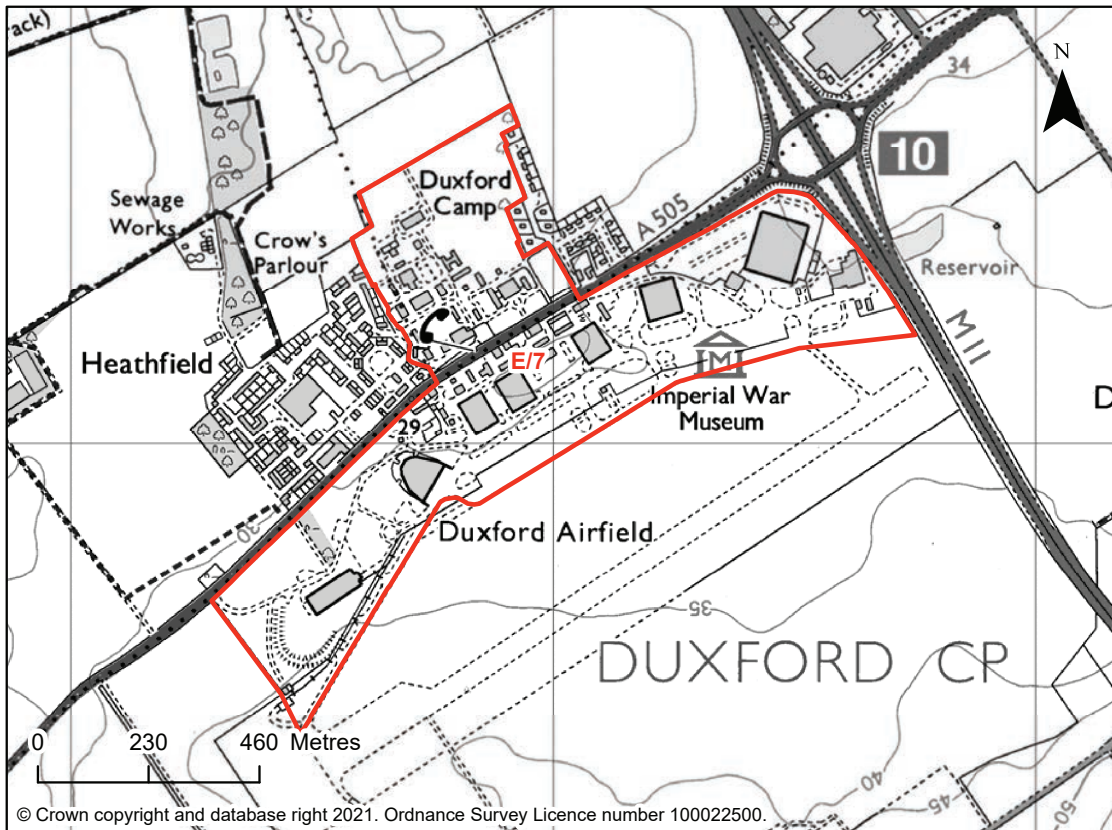 rack)
N
34
10
Duxford
Camp
Sewage
Works
Crow's
Parlour
A 505
Reservoir
M11
Heathfield
E/7
IWM
Imperial War
Museum
D
29
30
Duxford Airfield
35
DUXFORD CP
0 230 460 Metres
40
45
50
© Crown copyright and database right 2021. Ordnance Survey Licence number 100022500.